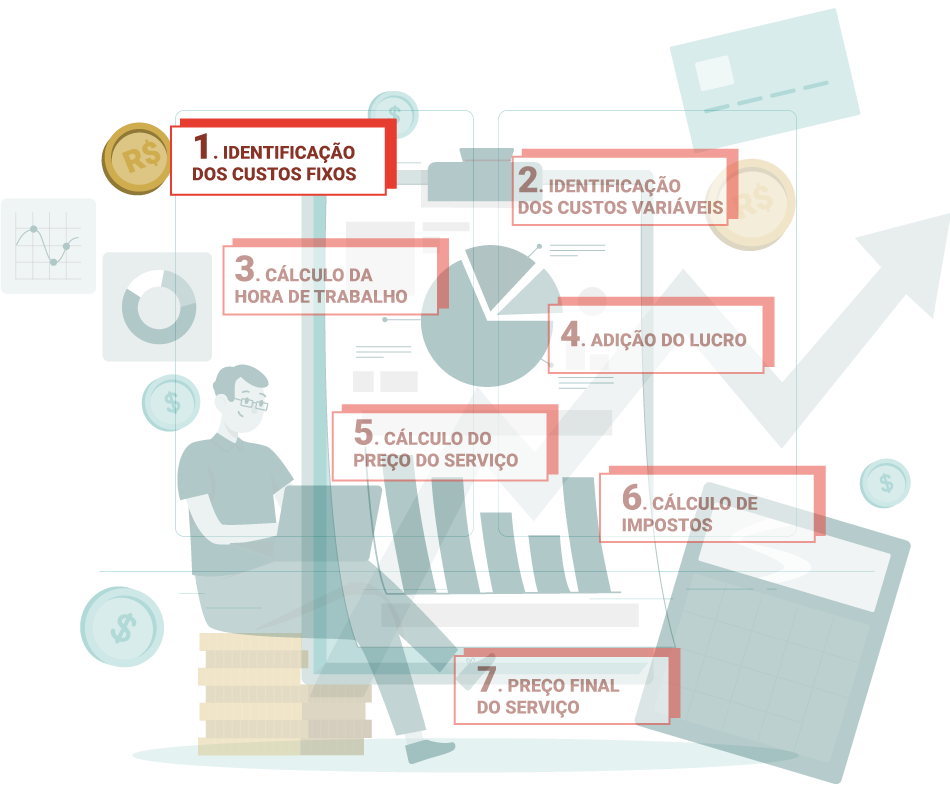 $
R$
1. IDENTIFICAÇÃO
DOS CUSTOS FIXOS
2. IDENTIFICAÇÃO
DOS CUSTOS VARIÁVEIS
R$
3. CÁLCULO DA
HORA DE TRABALHO
4. ADIÇÃO DO LUCRO
$
5. CÁLCULO DO
PREÇO DO SERVIÇO
$
6. CÁLCULO DE
IMPOSTOS
$
7. PREÇO FINAL
DO SERVIÇO